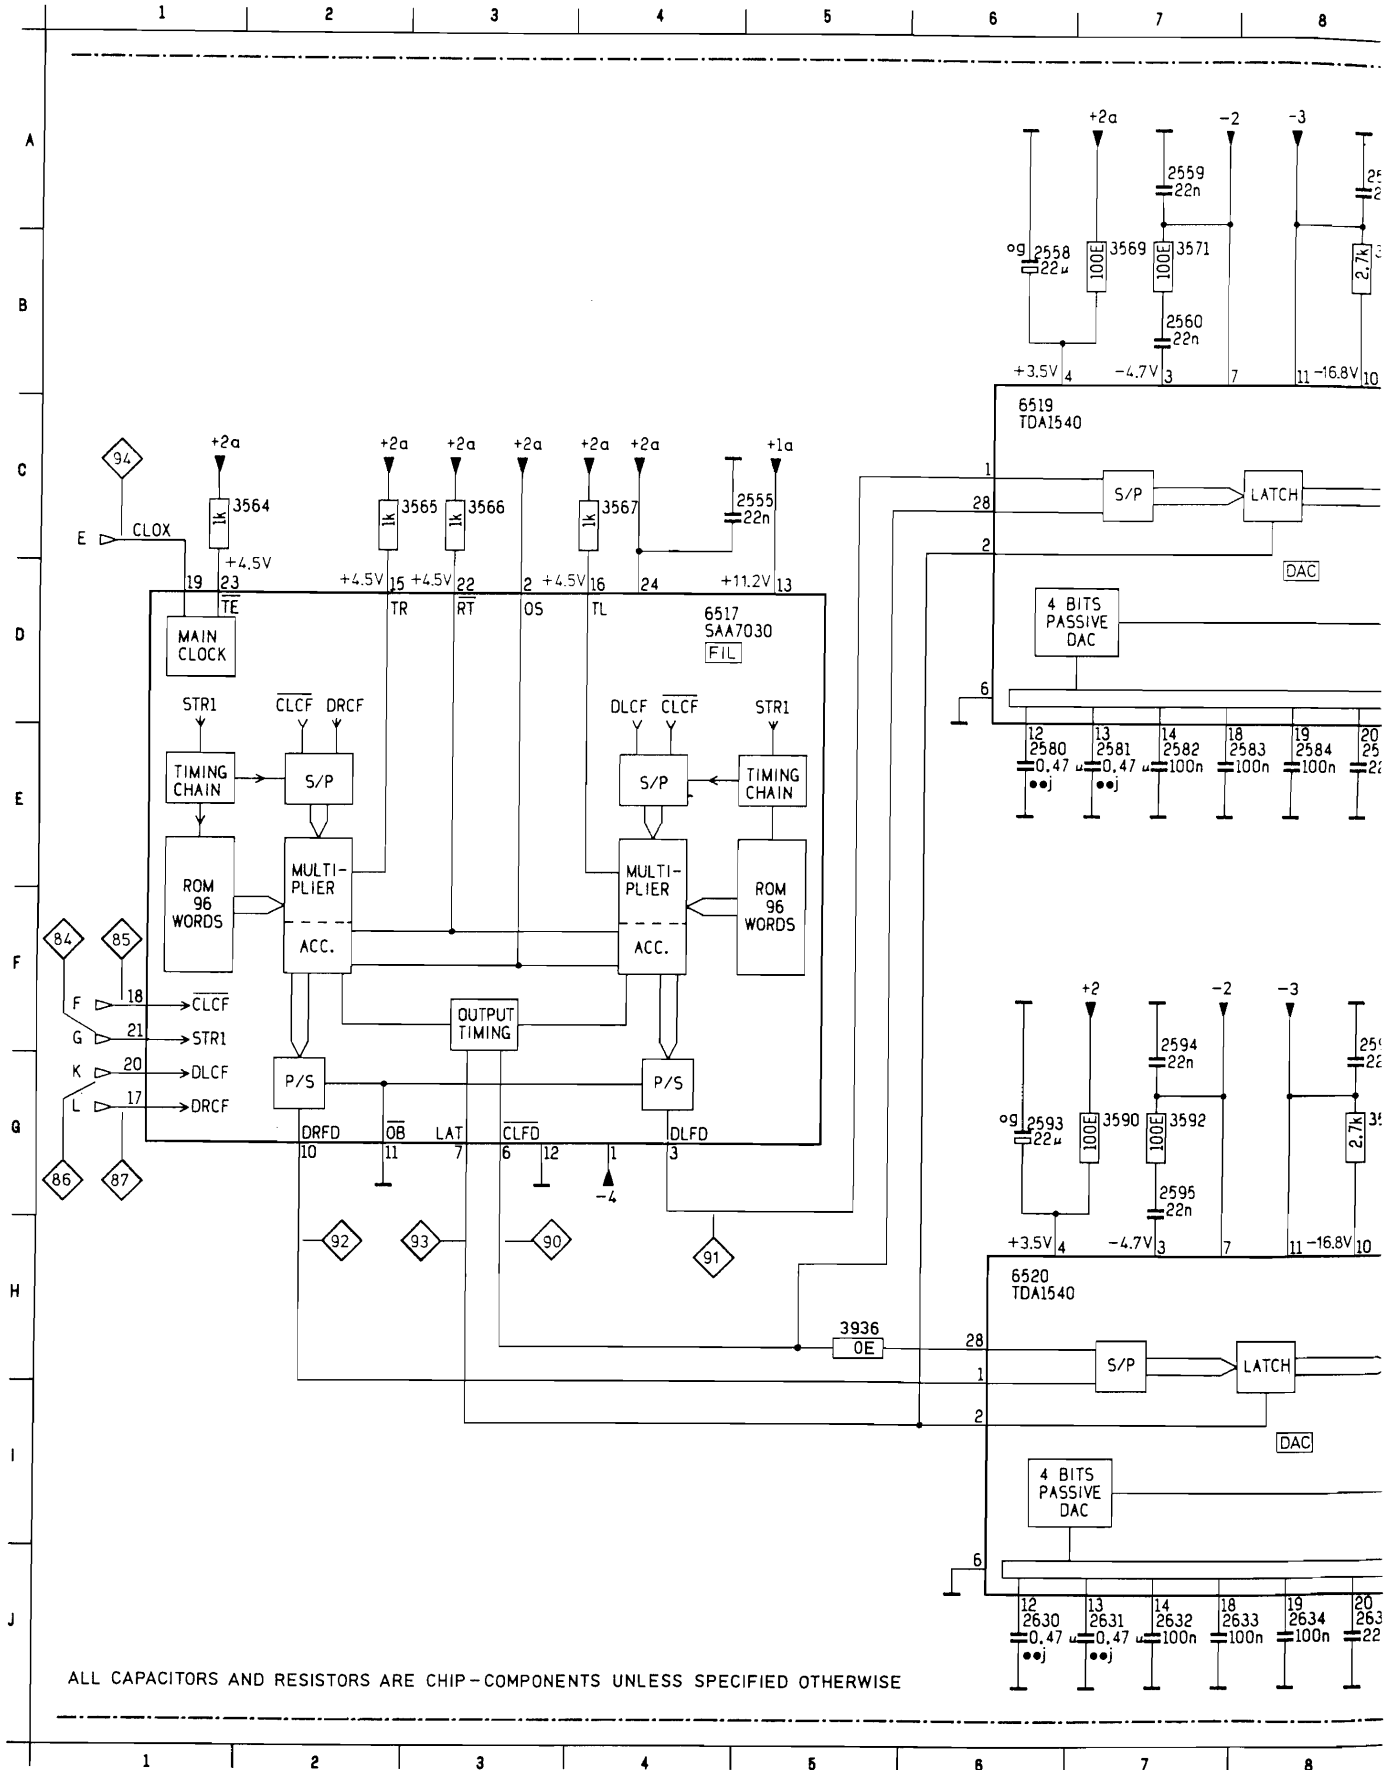 1 2 3 4 5 6 7 8
A
+2a -2 -3
2559
22n
B
og 2558
22µ
100E 3569
100E 3571
2.7k
2560
22n
+3.5V 4 -4.7V 3 7 11 -16.8V 10
6519
TDA1540
C
94
+2a +2a +2a +2a +2a +2a +1a
1k 3564
1k 3565
1k 3566
1k 3567
2555
22n
E CLOX
1
28
2
S/P
LATCH
DAC
+4.5V
19 23 +4.5V 15 +4.5V 22 2 +4.5V 16 24 +11.2V 13
D
TE TR RT OS TL
6517
SAA7030
FIL
MAIN
CLOCK
4 BITS
PASSIVE
DAC
6
STR1 CLCF DRCF DLCF CLCF STR1
E
TIMING
CHAIN
S/P
S/P
TIMING
CHAIN
12 13 14 18 19 20
2580 2581 2582 2583 2584
0,47 µ 0,47 µ 100n 100n 100n
j j
ROM
96
WORDS
MULTI-
PLIER
ACC.
MULTI-
PLIER
ACC.
ROM
96
WORDS
F
84 85
F 18 CLCF
G 21 STR1
OUTPUT
TIMING
+2 -2 -3
2594
22n
K 20 DLCF
L 17 DRCF
P/S
P/S
G
og 2593
22µ
100E 3590
100E 3592
2.7k
DRFD OB LAT CLFD DLFD
10 11 7 6 12 1 3
86 87
-4
2595
22n
92 93 90 91
+3.5V 4 -4.7V 3 7 11 -16.8V 10
H
6520
TDA1540
3936
0E
28
1
2
S/P
LATCH
DAC
I
4 BITS
PASSIVE
DAC
6
J
12 13 14 18 19 20
2630 2631 2632 2633 2634
0,47 µ 0,47 µ 100n 100n 100n
j j
ALL CAPACITORS AND RESISTORS ARE CHIP-COMPONENTS UNLESS SPECIFIED OTHERWISE
1 2 3 4 5 6 7 8